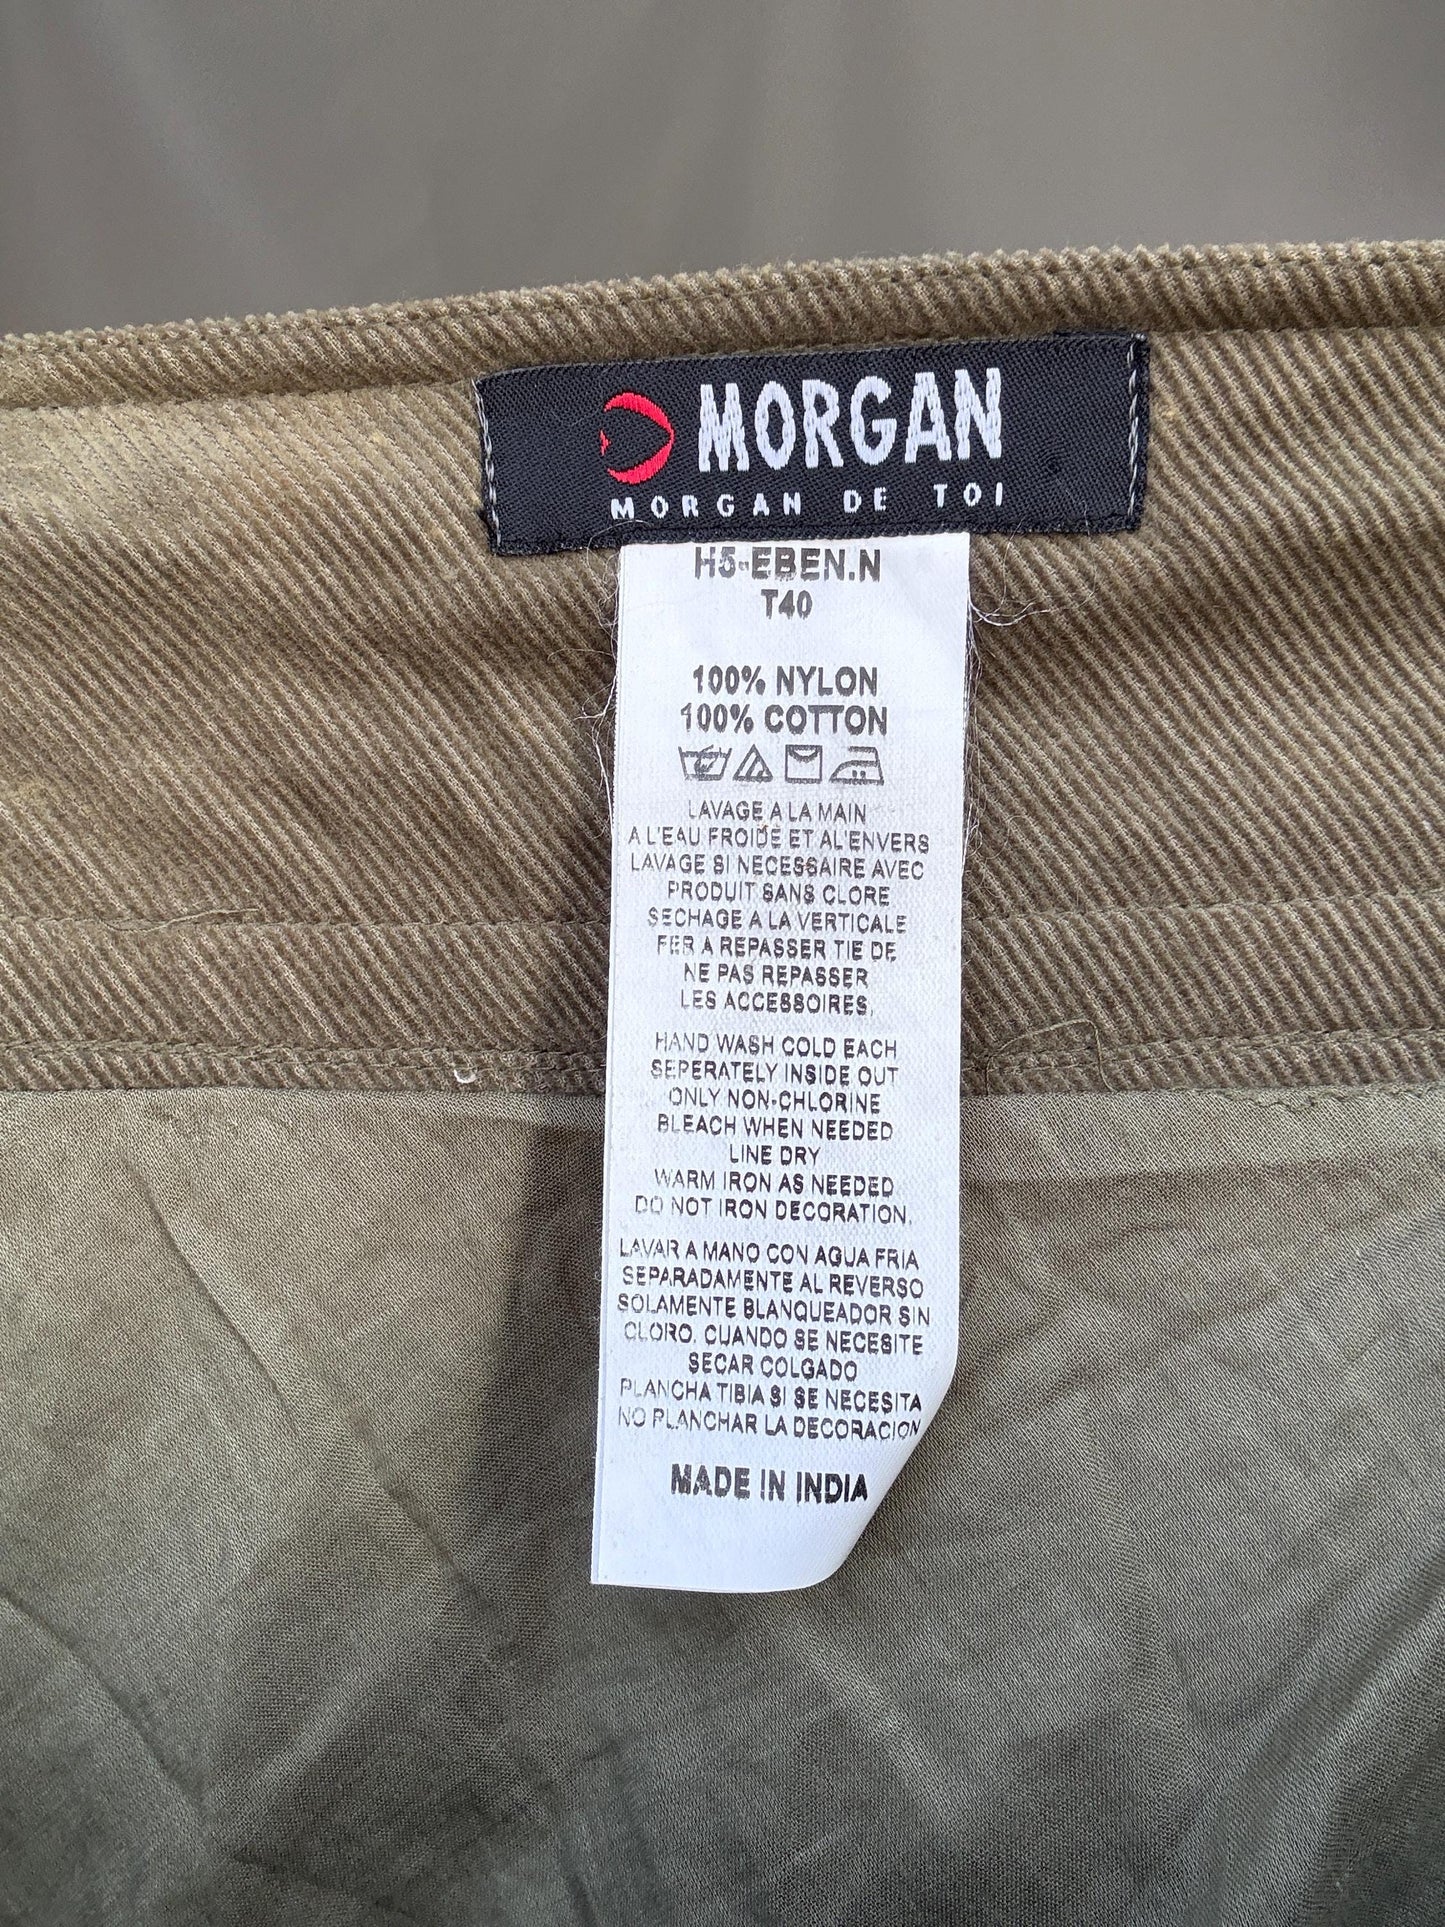 MORGAN
MORGAN DE TOI
H5-EBEN.N
T40
100% NYLON
100% COTTON
LAVAGE A LA MAIN
A L'EAU FROIDE ET AL'ENVERS
LAVAGE SI NECESSAIRE AVEC
PRODUIT SANS CLORE
SECHAGE A LA VERTICALE
FER A REPASSER TIE DE
NE PAS REPASSER
LES ACCESSOIRES.
HAND WASH COLD EACH
SEPERATELY INSIDE OUT
ONLY NON-CHLORINE
BLEACH WHEN NEEDED
LINE DRY
WARM IRON AS NEEDED
DO NOT IRON DECORATION.
LAVAR A MANO CON AGUA FRIA
SEPARADAMENTE AL REVERSO
SOLAMENTE BLANQUEADOR SIN
CLORO. CUANDO SE NECESITE
SECAR COLGADO
PLANCHA TIBIA SI SE NECESITA
NO PLANCHAR LA DECORACION
MADE IN INDIA